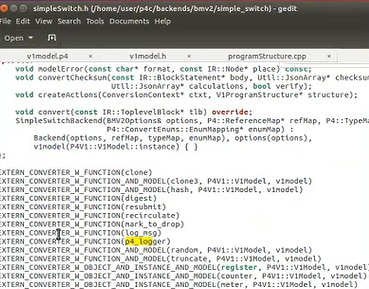 simpleSwitch.h (/home/user/p4c/backends/bmv2/simple_switch) - gedit
File Edit View Search Tools Documents Help
Open
v1model.p4 × v1model.h × programStructure.cpp
void modelError(const char* format, const IR::Node* place) const;
void convertChecksum(const IR::BlockStatement* body, Util::JsonArray* checksu
Util::JsonArray* calculations, bool verify);
void createActions(ConversionContext* ctxt, V1ProgramStructure* structure);
void convert(const IR::ToplevelBlock* tlb) override;
SimpleSwitchBackend(BMV2Options& options, P4::ReferenceMap* refMap, P4::TypeMa
P4::ConvertEnums::EnumMapping* enumMap) :
Backend(options, refMap, typeMap, enumMap), options(options),
v1model(P4V1::V1Model::instance) { }
};
EXTERN_CONVERTER_W_FUNCTION(clone)
EXTERN_CONVERTER_W_FUNCTION_AND_MODEL(clone3, P4V1::V1Model, v1model)
EXTERN_CONVERTER_W_FUNCTION_AND_MODEL(hash, P4V1::V1Model, v1model)
EXTERN_CONVERTER_W_FUNCTION(digest)
EXTERN_CONVERTER_W_FUNCTION(resubmit)
EXTERN_CONVERTER_W_FUNCTION(recirculate)
EXTERN_CONVERTER_W_FUNCTION(mark_to_drop)
EXTERN_CONVERTER_W_FUNCTION(log_msg)
EXTERN_CONVERTER_W_FUNCTION(p4_logger)
EXTERN_CONVERTER_W_FUNCTION_AND_MODEL(random, P4V1::V1Model, v1model)
EXTERN_CONVERTER_W_FUNCTION_AND_MODEL(truncate, P4V1::V1Model, v1model)
EXTERN_CONVERTER_W_OBJECT_AND_INSTANCE_AND_MODEL(register, P4V1::V1Model,
EXTERN_CONVERTER_W_OBJECT_AND_INSTANCE_AND_MODEL(counter, P4V1::V1Model,
EXTERN_CONVERTER_W_OBJECT_AND_INSTANCE_AND_MODEL(meter, P4V1::V1Model,